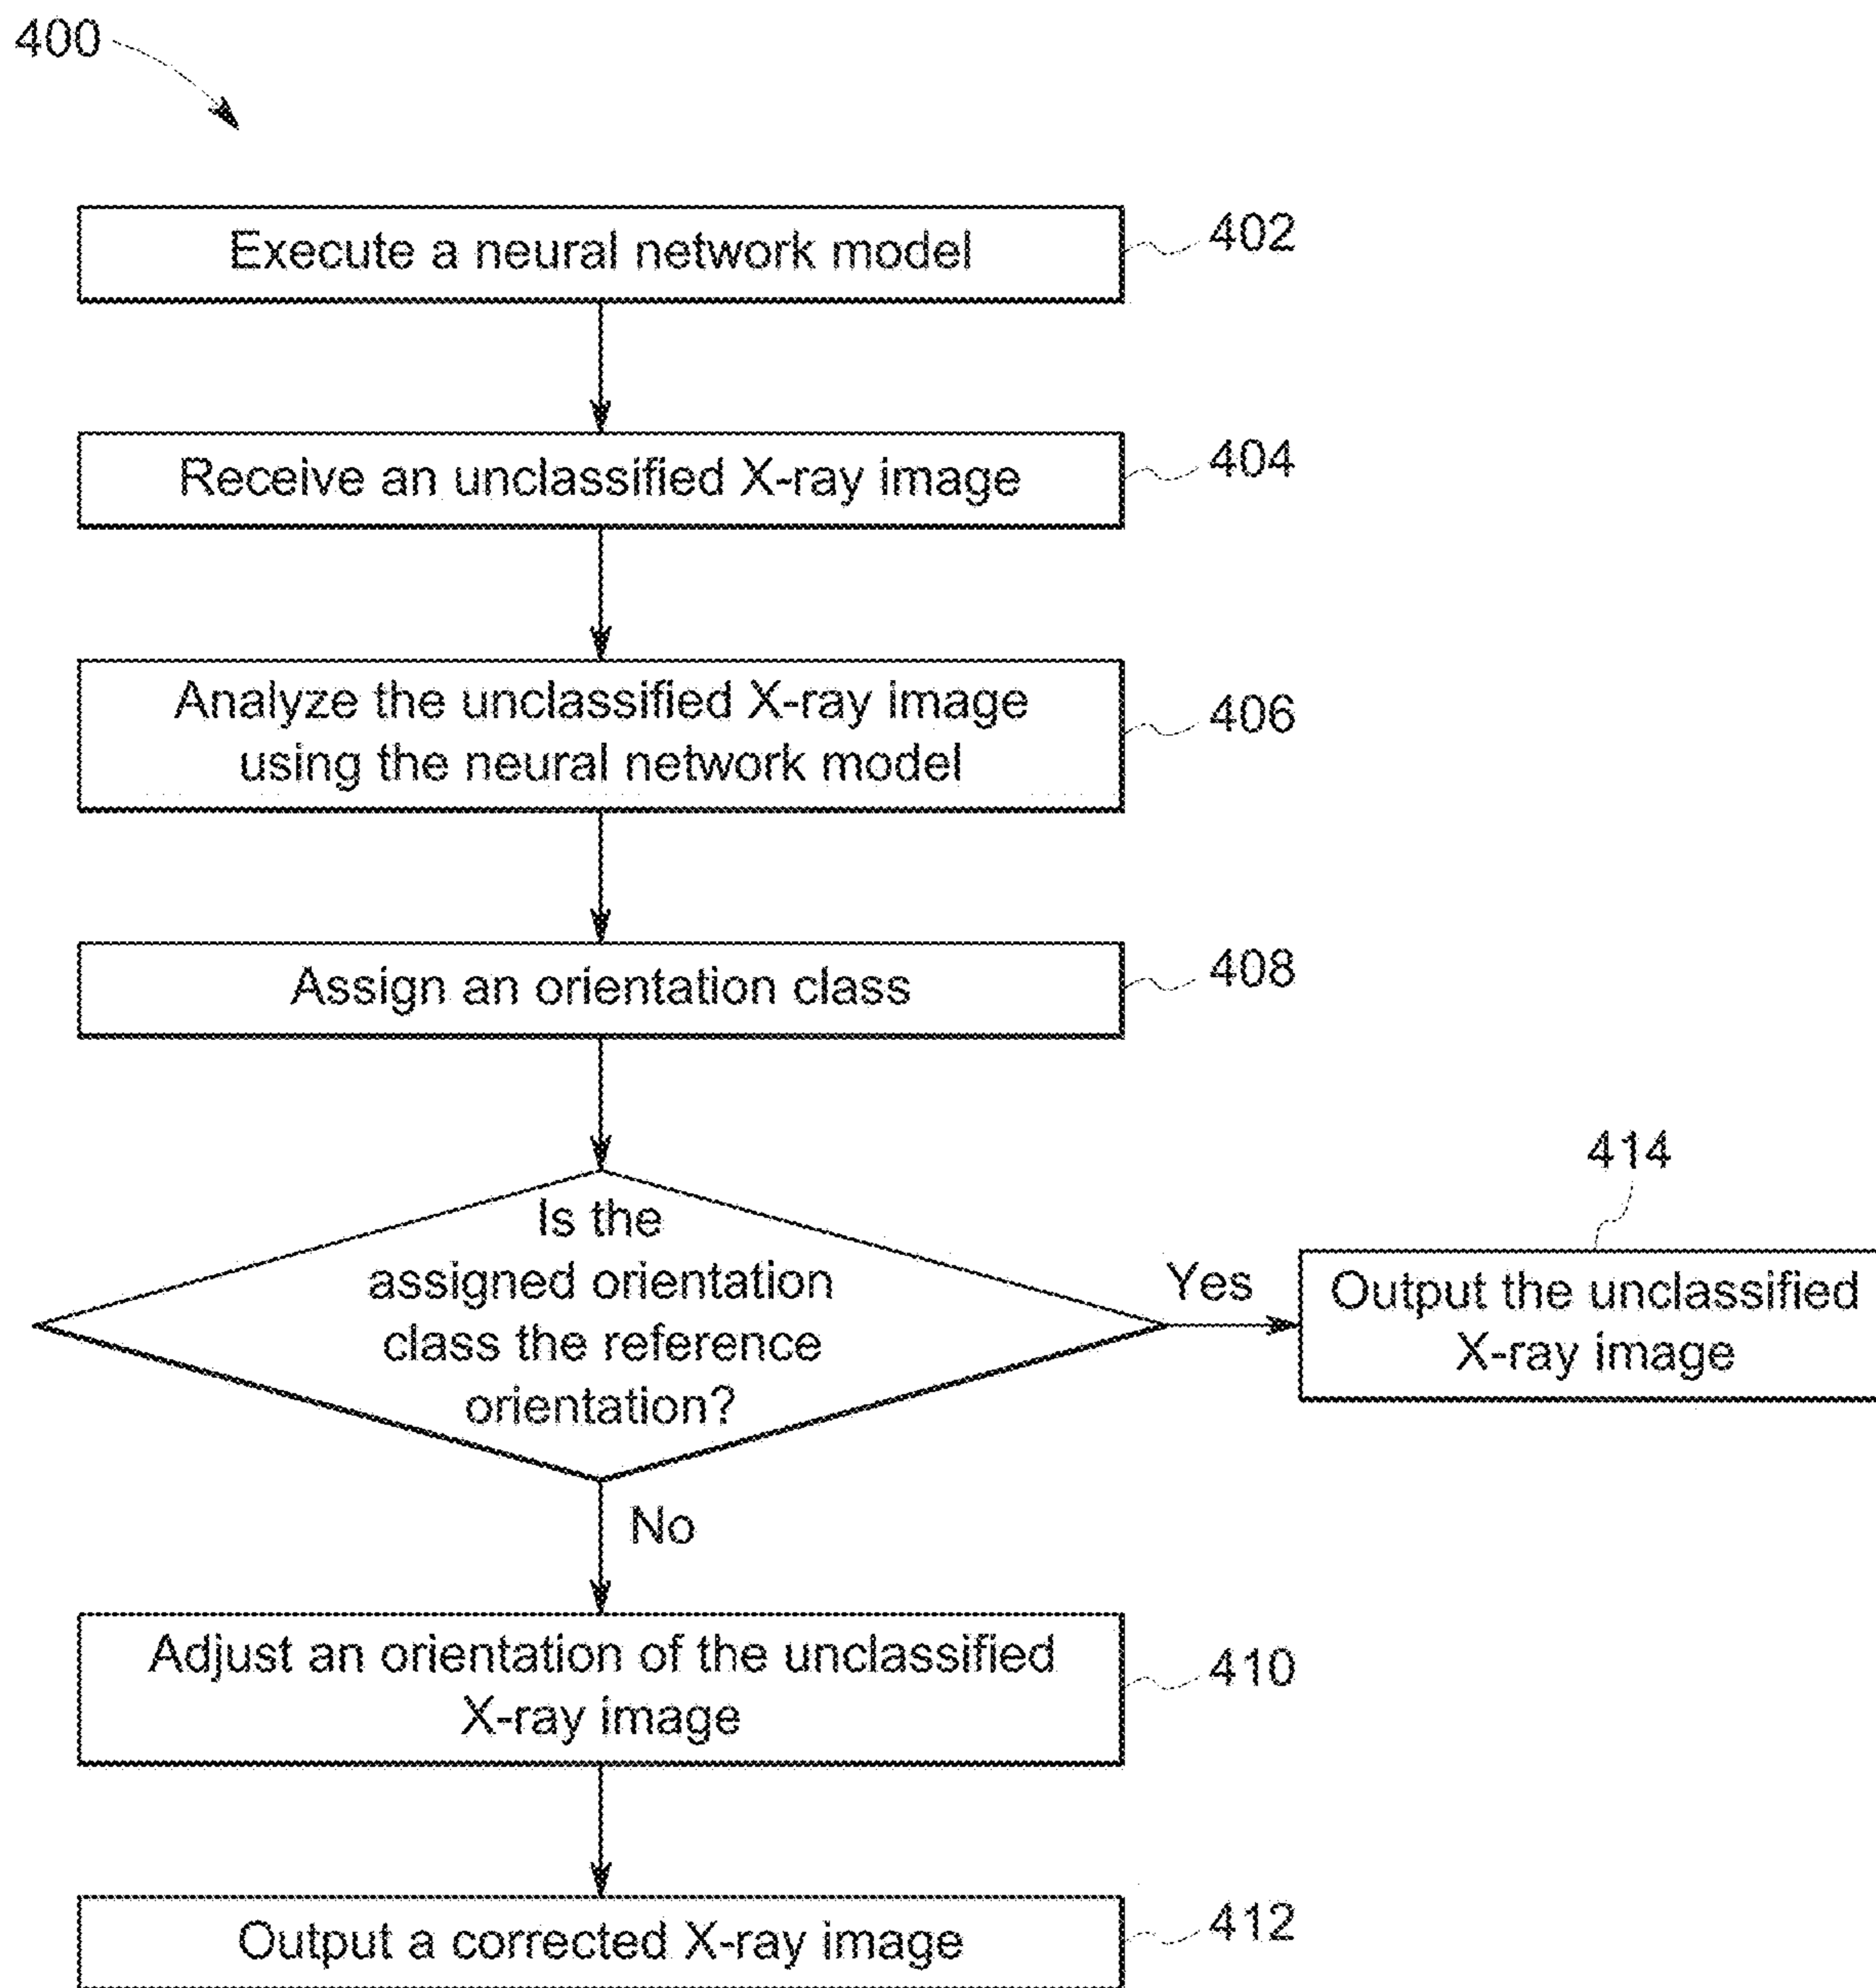 400
Execute a neural network model
402
Receive an unclassified X-ray image
404
Analyze the unclassified X-ray image
using the neural network model
406
Assign an orientation class
408
Is the
assigned orientation
class the reference
orientation?
Yes
414
Output the unclassified
X-ray image
No
Adjust an orientation of the unclassified
X-ray image
410
Output a corrected X-ray image
412